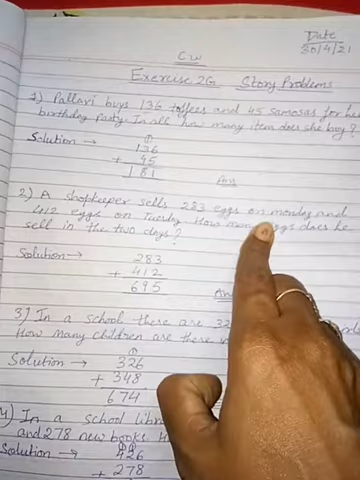 Date
30/4/21
CW
Exercise 2G Story Problems
1) Pallavi buys 136 toffees and 45 samosas for her
birthday party. In all how many item does she buy?
Solution → 1
136
+ 45
181
Ans
2) A shopkeeper sells 283 eggs on monday and
412 eggs on Tuesday. How many eggs does he
sell in the two days?
Solution → 283
+ 412
695
An
3) In a school there are 32
How many children are there
Solution → 1
326
+ 348
674
4) In a school libr
and 278 new books. H
Solution → 426
+ 278